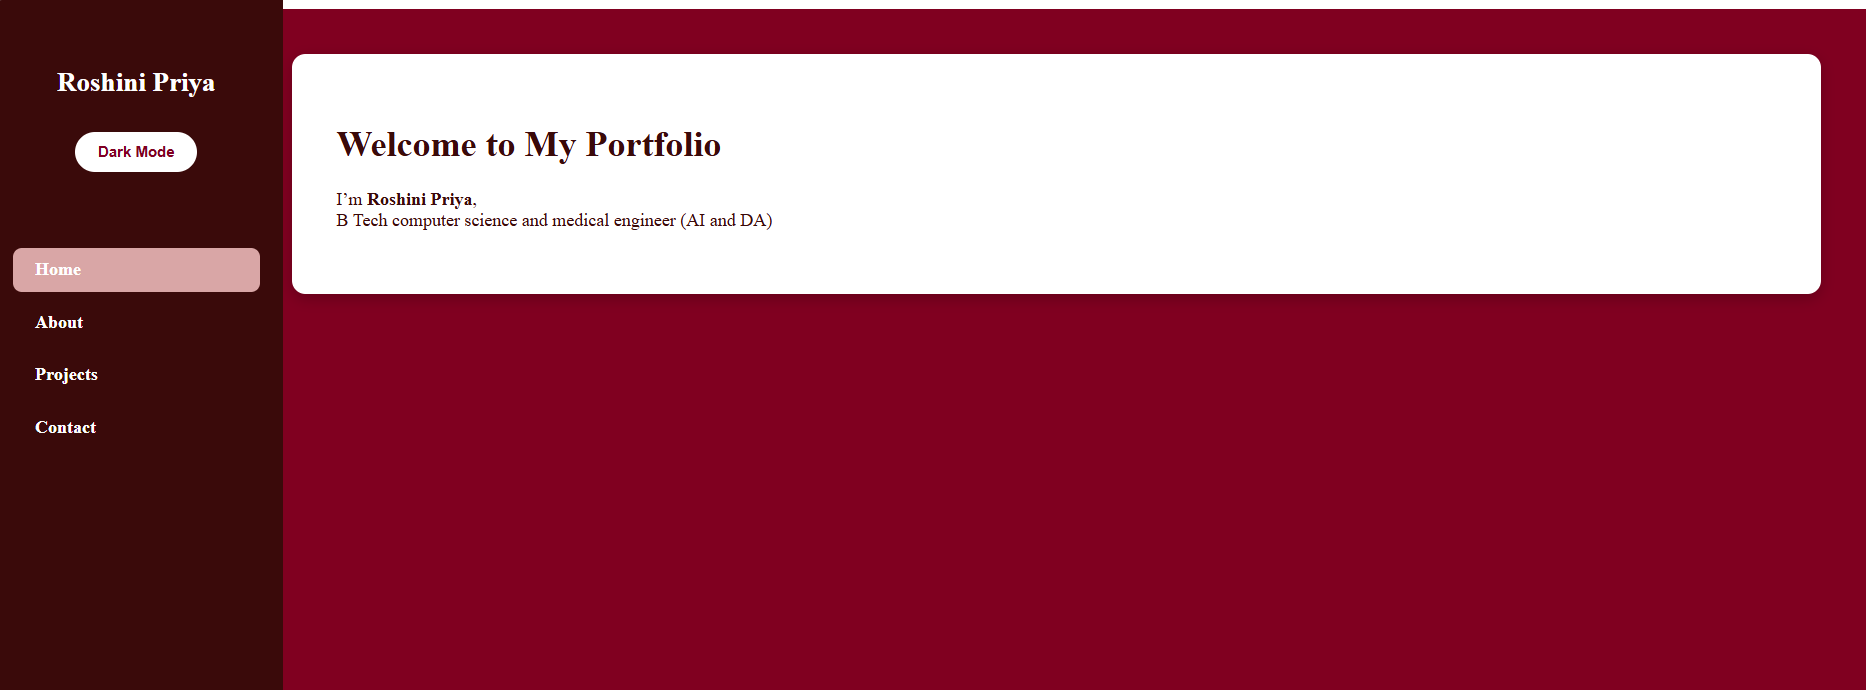 Roshini Priya
Dark Mode
Home
About
Projects
Contact
Welcome to My Portfolio
I’m Roshini Priya,
B Tech computer science and medical engineer (AI and DA)